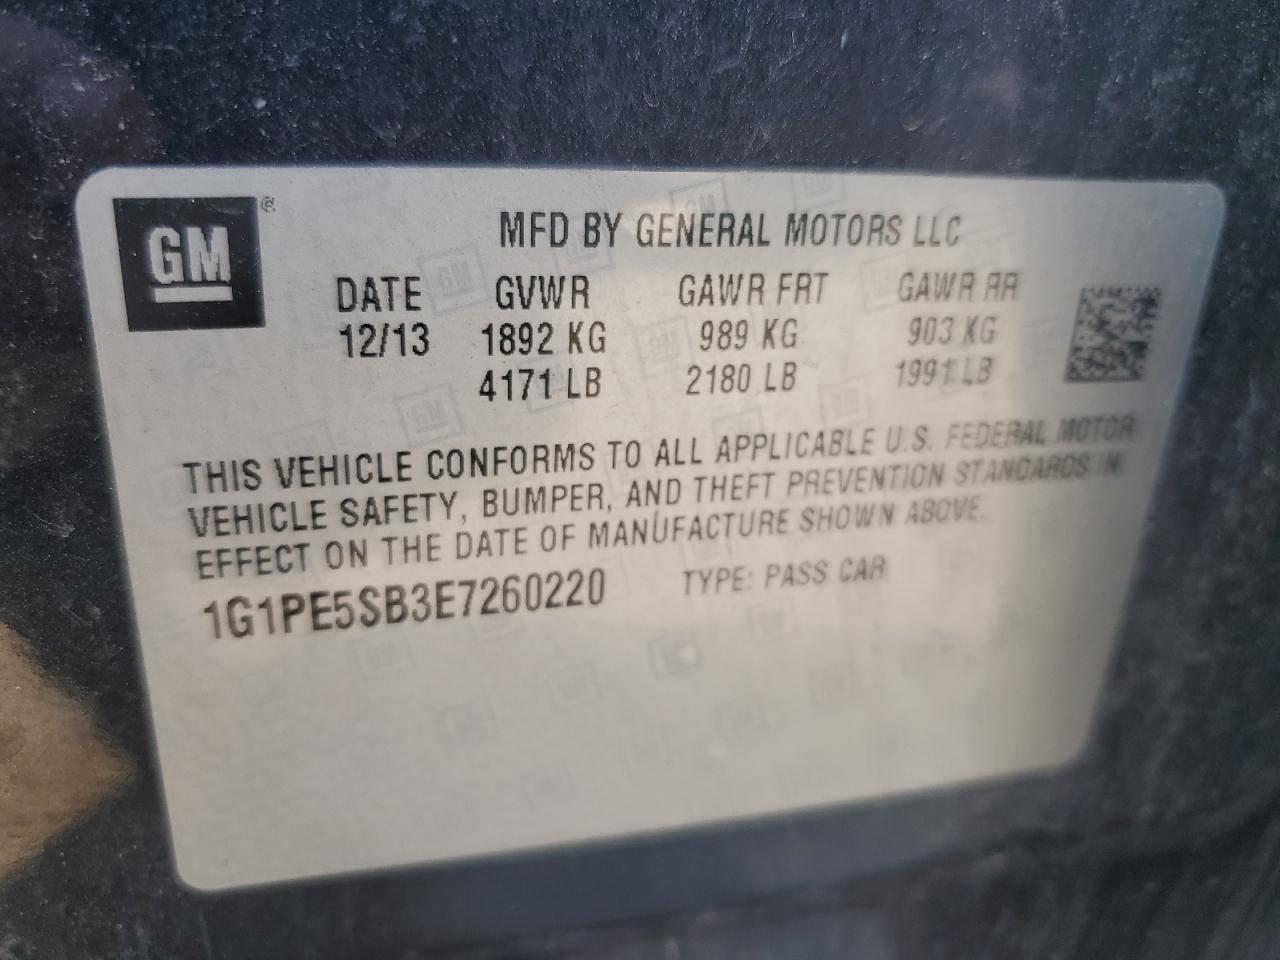 GM ®
MFD BY GENERAL MOTORS LLC
DATE GVWR GAWR FRT GAWR RR
12/13 1892 KG 989 KG 903 KG
4171 LB 2180 LB 1991 LB
THIS VEHICLE CONFORMS TO ALL APPLICABLE U.S. FEDERAL MOTOR
VEHICLE SAFETY, BUMPER, AND THEFT PREVENTION STANDARDS IN
EFFECT ON THE DATE OF MANUFACTURE SHOWN ABOVE.
1G1PE5SB3E7260220 TYPE: PASS CAR